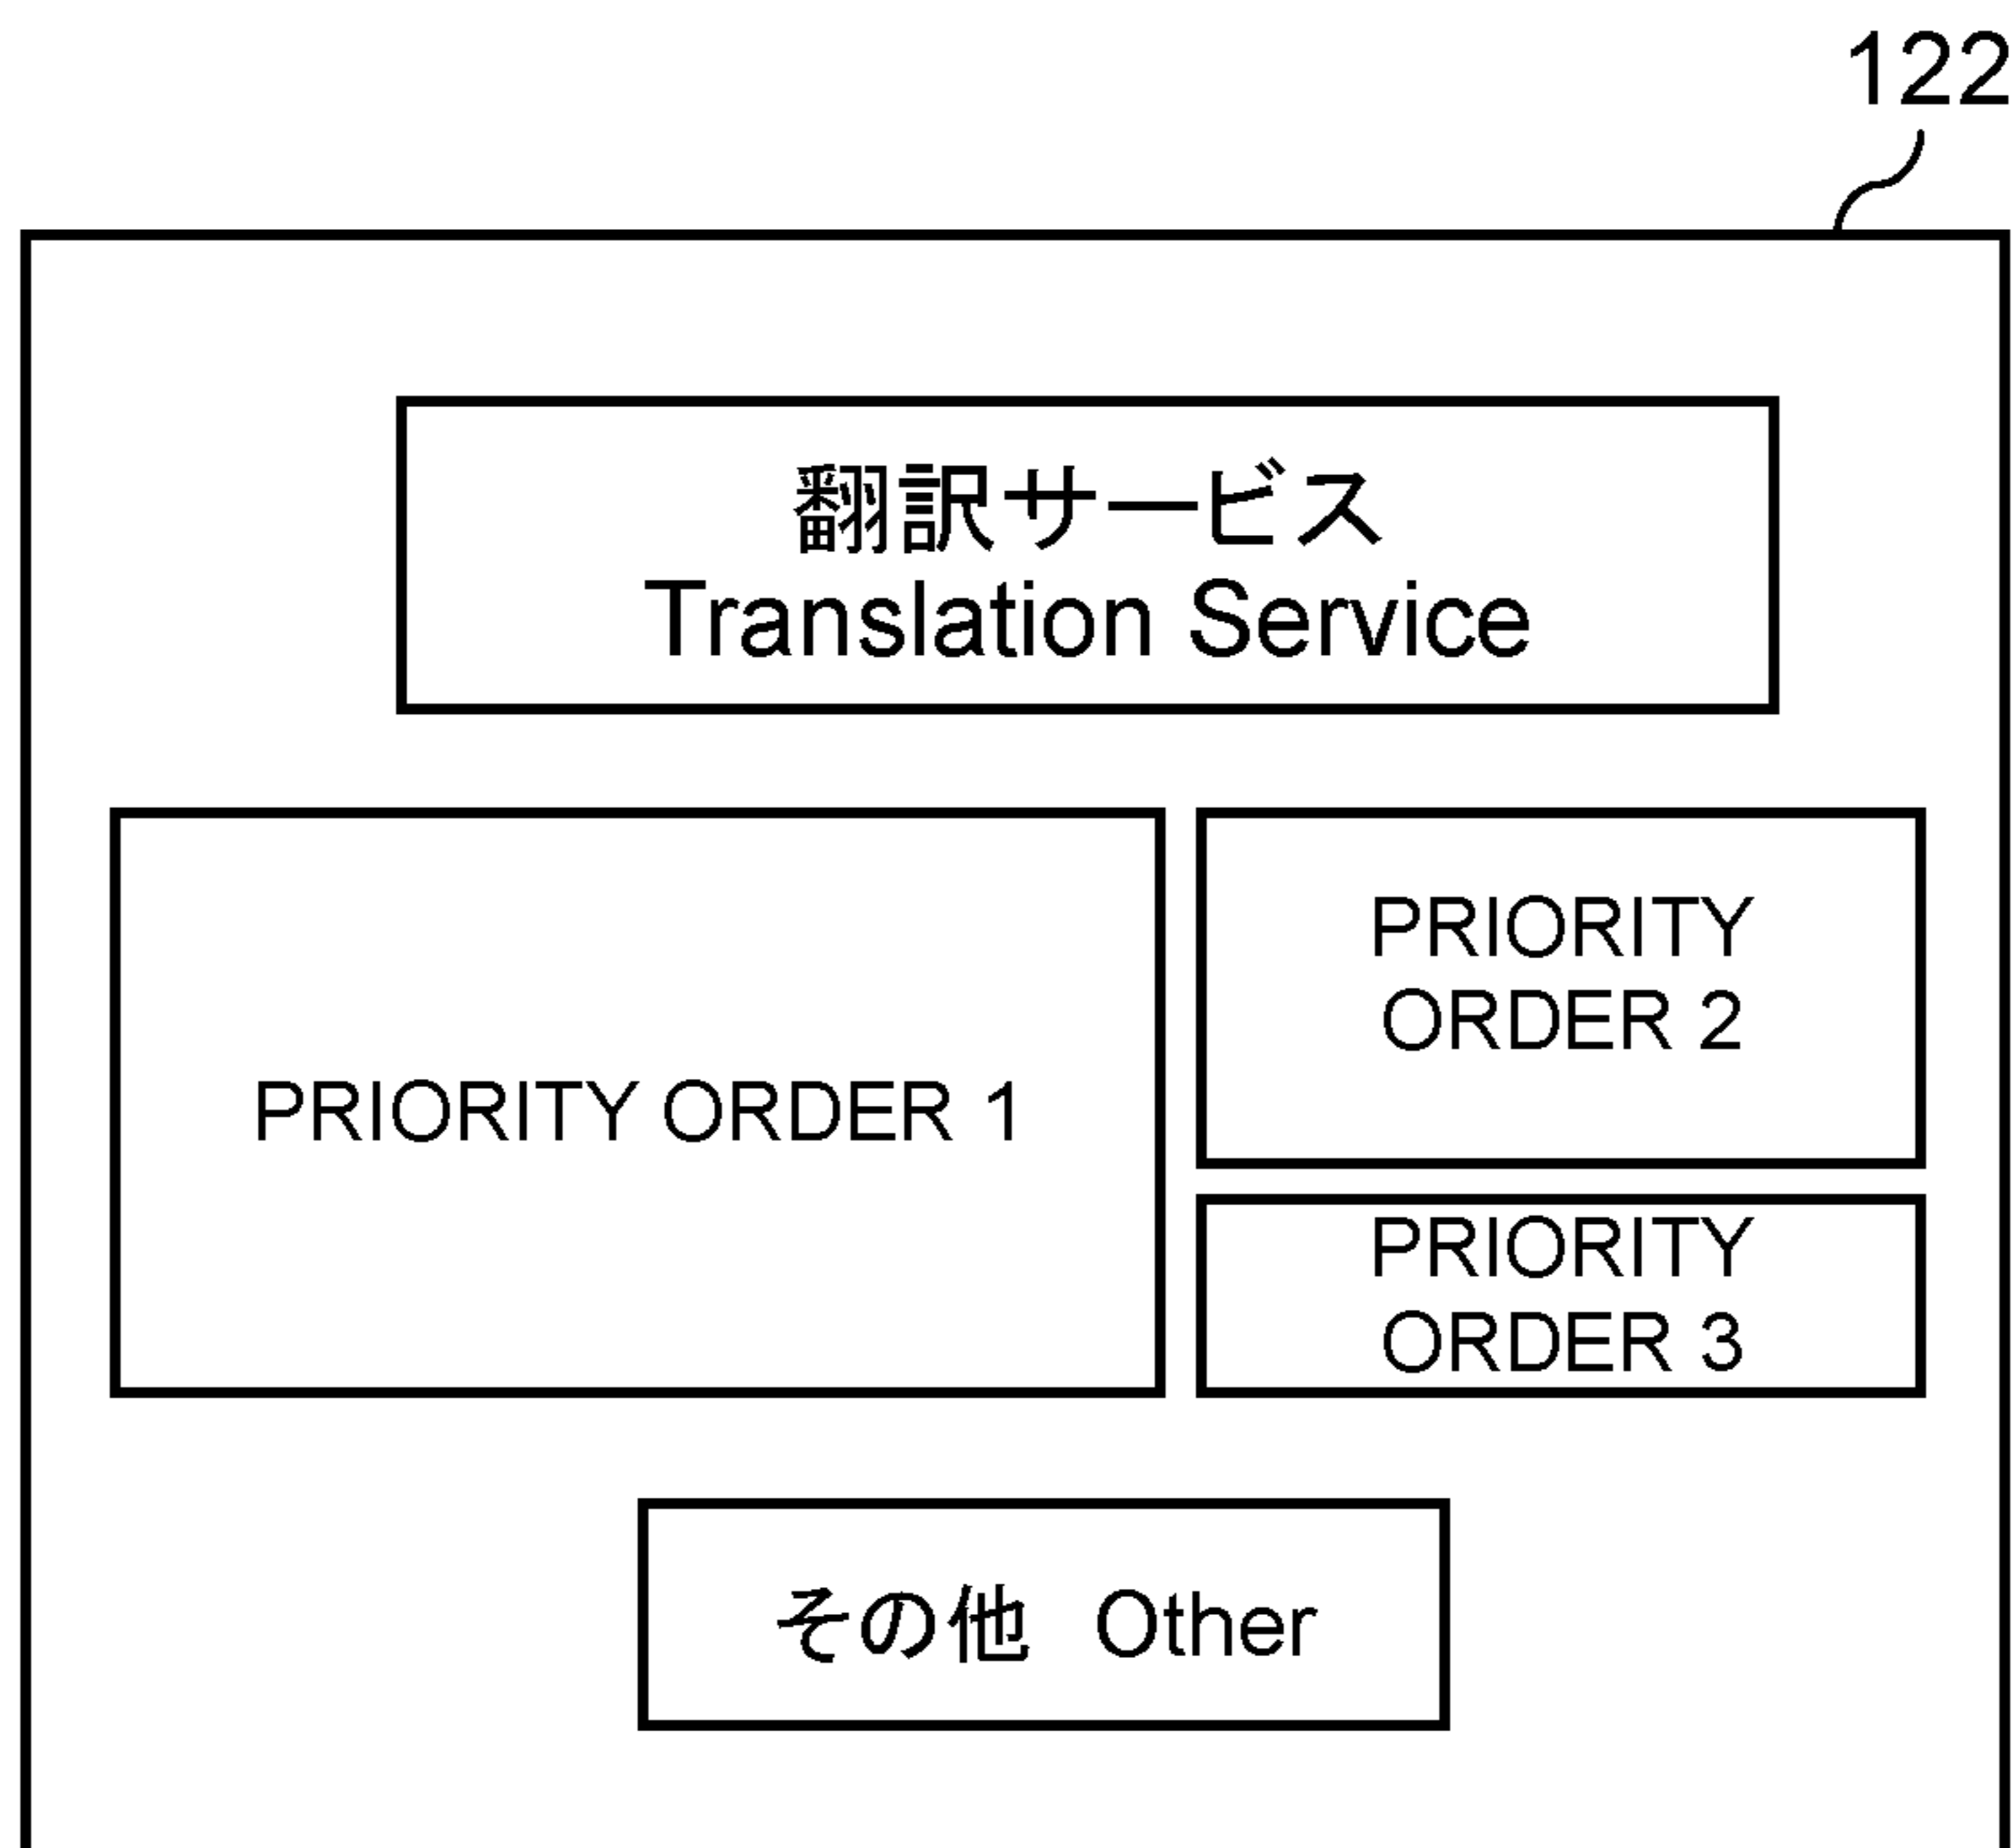 122
翻訳サービス
Translation Service
PRIORITY ORDER 1
PRIORITY
ORDER 2
PRIORITY
ORDER 3
その他 Other